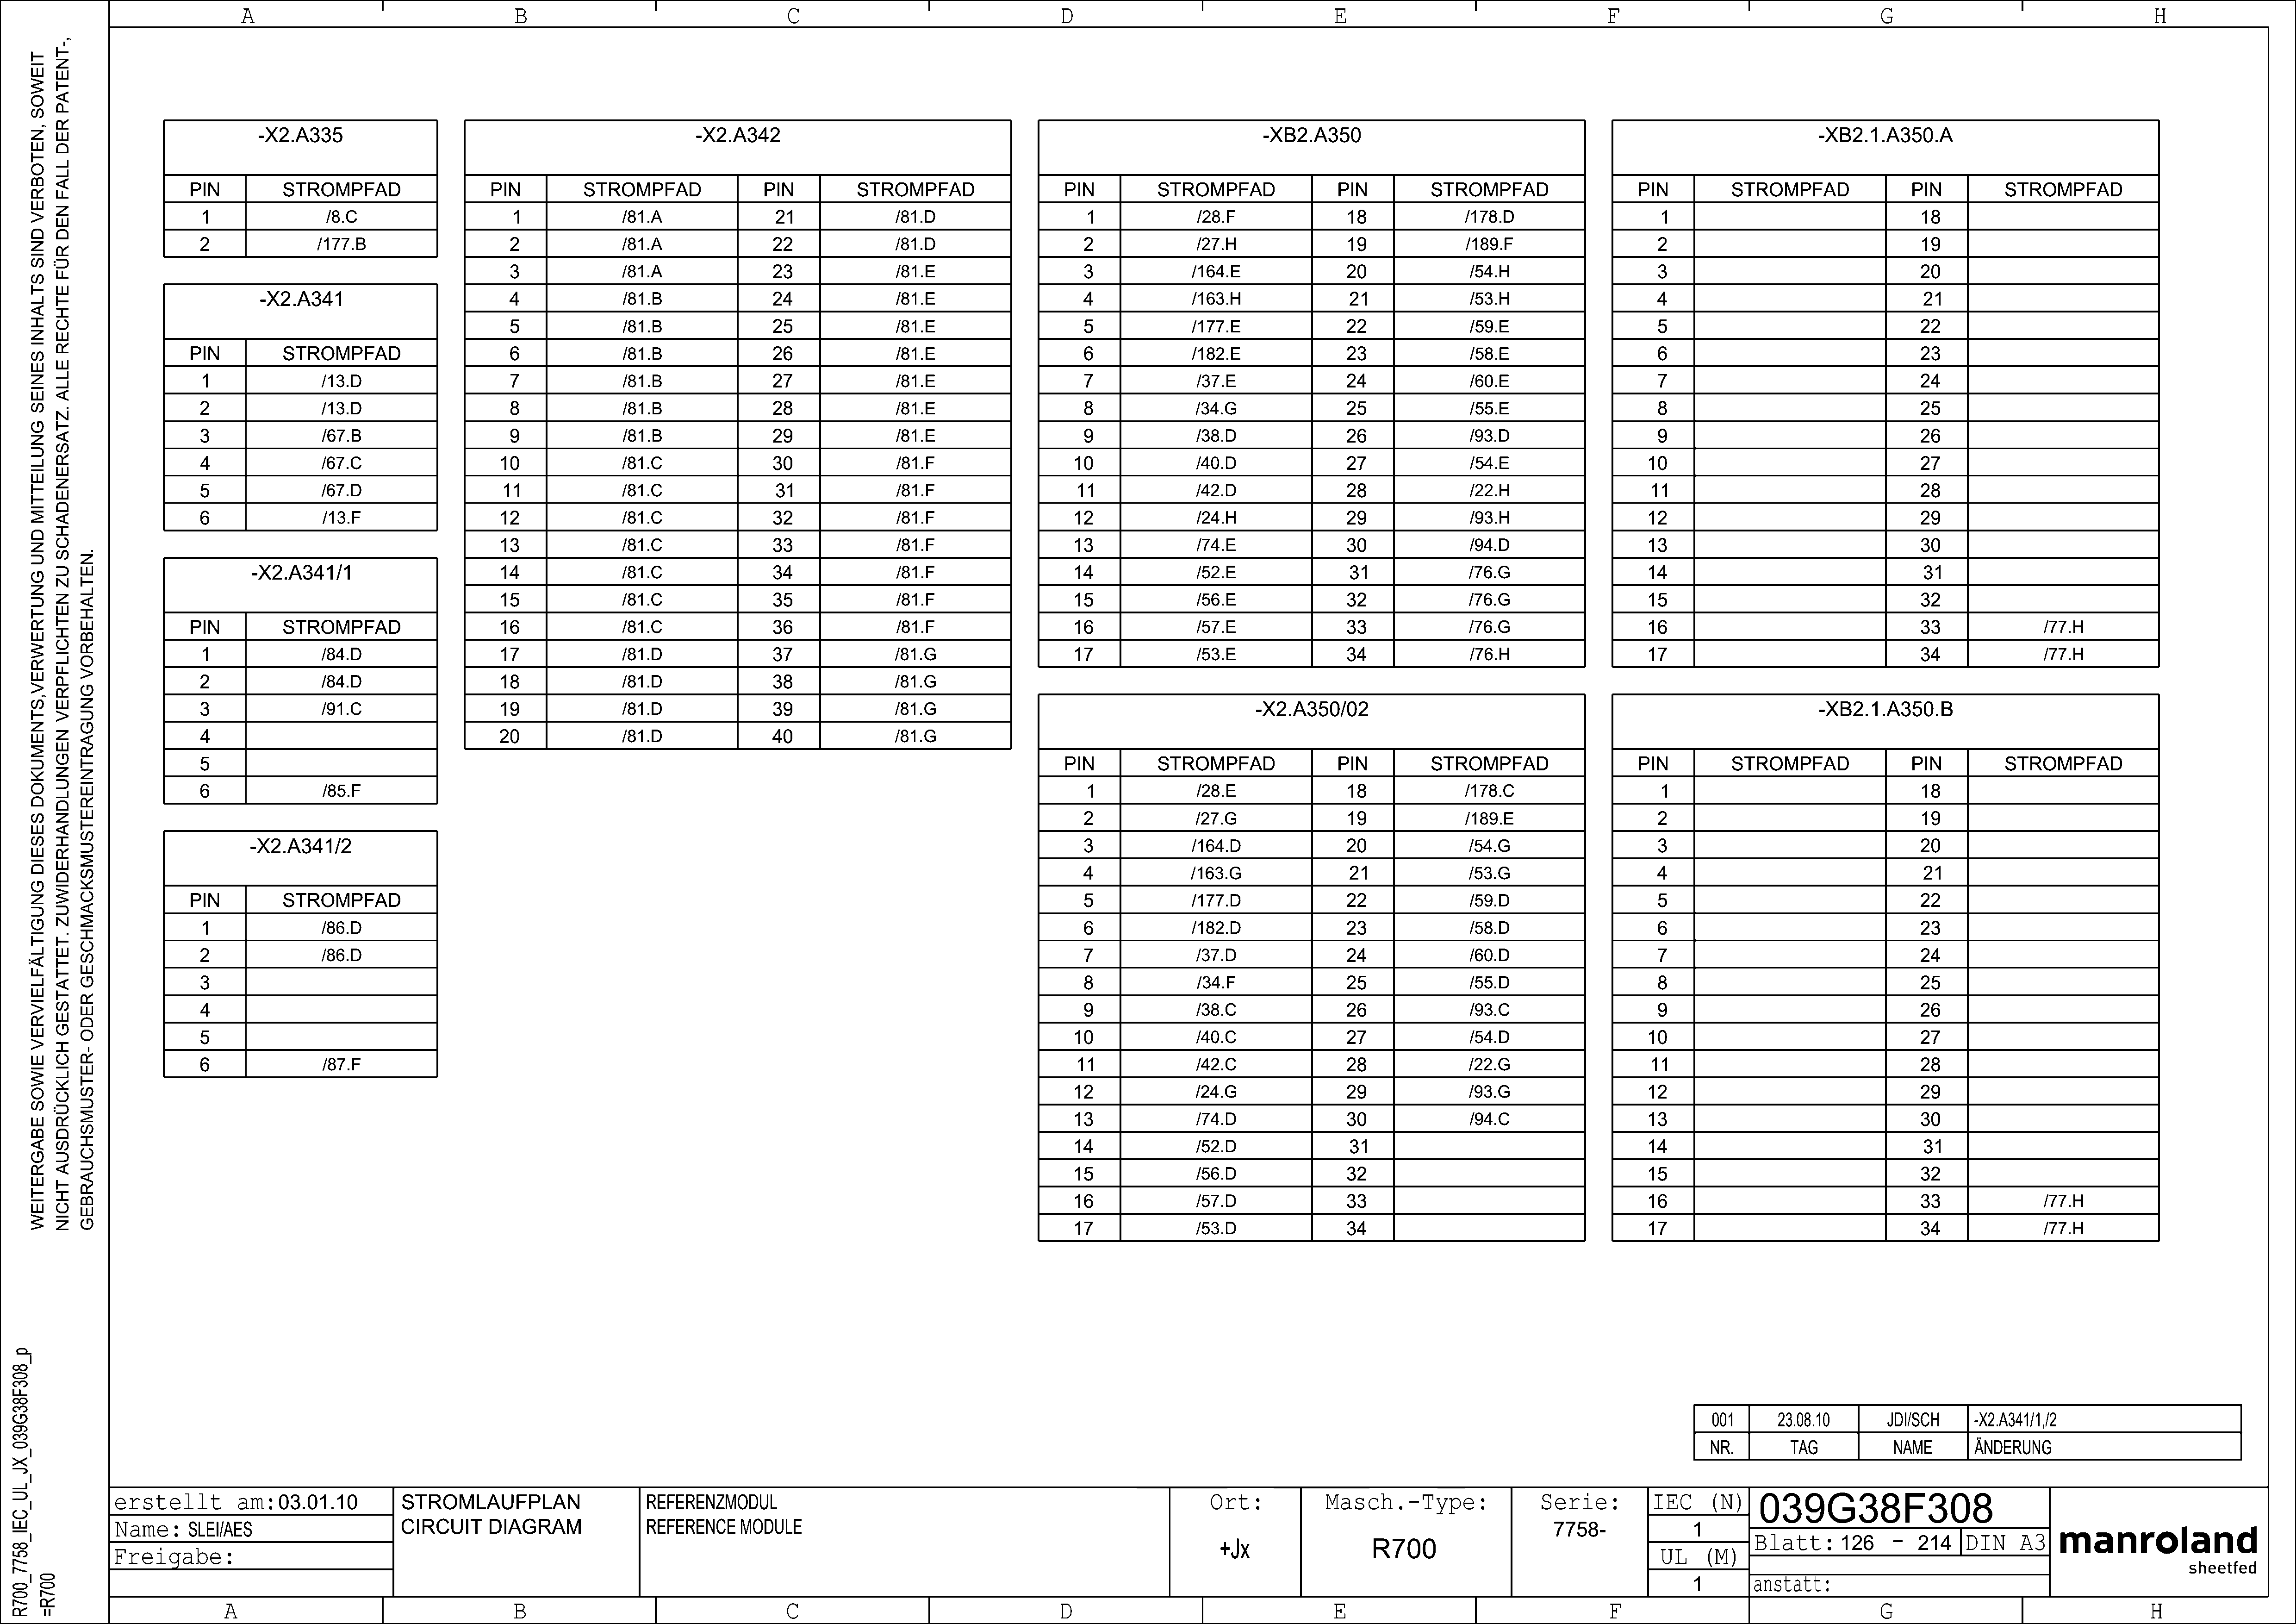 A B C D E F G H
WEITERGABE SOWIE VERVIELFÄLTIGUNG DIESES DOKUMENTS,VERWERTUNG UND MITTEILUNG SEINES INHALTS SIND VERBOTEN, SOWEIT
NICHT AUSDRÜCKLICH GESTATTET. ZUWIDERHANDLUNGEN VERPFLICHTEN ZU SCHADENERSATZ. ALLE RECHTE FÜR DEN FALL DER PATENT-,
GEBRAUCHSMUSTER- ODER GESCHMACKSMUSTEREINTRAGUNG VORBEHALTEN.
R700_7758_IEC_UL_JX_039G38F308_p
=R700
-X2.A335
PIN STROMPFAD
1 /8.C
2 /177.B
-X2.A341
PIN STROMPFAD
1 /13.D
2 /13.D
3 /67.B
4 /67.C
5 /67.D
6 /13.F
-X2.A341/1
PIN STROMPFAD
1 /84.D
2 /84.D
3 /91.C
4
5
6 /85.F
-X2.A341/2
PIN STROMPFAD
1 /86.D
2 /86.D
3
4
5
6 /87.F
-X2.A342
PIN STROMPFAD PIN STROMPFAD
1 /81.A 21 /81.D
2 /81.A 22 /81.D
3 /81.A 23 /81.E
4 /81.B 24 /81.E
5 /81.B 25 /81.E
6 /81.B 26 /81.E
7 /81.B 27 /81.E
8 /81.B 28 /81.E
9 /81.B 29 /81.E
10 /81.C 30 /81.F
11 /81.C 31 /81.F
12 /81.C 32 /81.F
13 /81.C 33 /81.F
14 /81.C 34 /81.F
15 /81.C 35 /81.F
16 /81.C 36 /81.F
17 /81.D 37 /81.G
18 /81.D 38 /81.G
19 /81.D 39 /81.G
20 /81.D 40 /81.G
-XB2.A350
PIN STROMPFAD PIN STROMPFAD
1 /28.F 18 /178.D
2 /27.H 19 /189.F
3 /164.E 20 /54.H
4 /163.H 21 /53.H
5 /177.E 22 /59.E
6 /182.E 23 /58.E
7 /37.E 24 /60.E
8 /34.G 25 /55.E
9 /38.D 26 /93.D
10 /40.D 27 /54.E
11 /42.D 28 /22.H
12 /24.H 29 /93.H
13 /74.E 30 /94.D
14 /52.E 31 /76.G
15 /56.E 32 /76.G
16 /57.E 33 /76.G
17 /53.E 34 /76.H
-X2.A350/02
PIN STROMPFAD PIN STROMPFAD
1 /28.E 18 /178.C
2 /27.G 19 /189.E
3 /164.D 20 /54.G
4 /163.G 21 /53.G
5 /177.D 22 /59.D
6 /182.D 23 /58.D
7 /37.D 24 /60.D
8 /34.F 25 /55.D
9 /38.C 26 /93.C
10 /40.C 27 /54.D
11 /42.C 28 /22.G
12 /24.G 29 /93.G
13 /74.D 30 /94.C
14 /52.D 31
15 /56.D 32
16 /57.D 33
17 /53.D 34
-XB2.1.A350.A
PIN STROMPFAD PIN STROMPFAD
1 18
2 19
3 20
4 21
5 22
6 23
7 24
8 25
9 26
10 27
11 28
12 29
13 30
14 31
15 32
16 33 /77.H
17 34 /77.H
-XB2.1.A350.B
PIN STROMPFAD PIN STROMPFAD
1 18
2 19
3 20
4 21
5 22
6 23
7 24
8 25
9 26
10 27
11 28
12 29
13 30
14 31
15 32
16 33 /77.H
17 34 /77.H
001 23.08.10 JDI/SCH -X2.A341/1,/2
NR. TAG NAME ÄNDERUNG
erstellt am: 03.01.10
Name: SLEI/AES
Freigabe:
STROMLAUFPLAN
CIRCUIT DIAGRAM
REFERENZMODUL
REFERENCE MODULE
Ort:
+Jx
Masch.-Type:
R700
Serie:
7758-
IEC (N)
1
UL (M)
1
039G38F308
Blatt: 126 - 214 DIN A3
anstatt:
manroland
sheetfed
A B C D E F G H